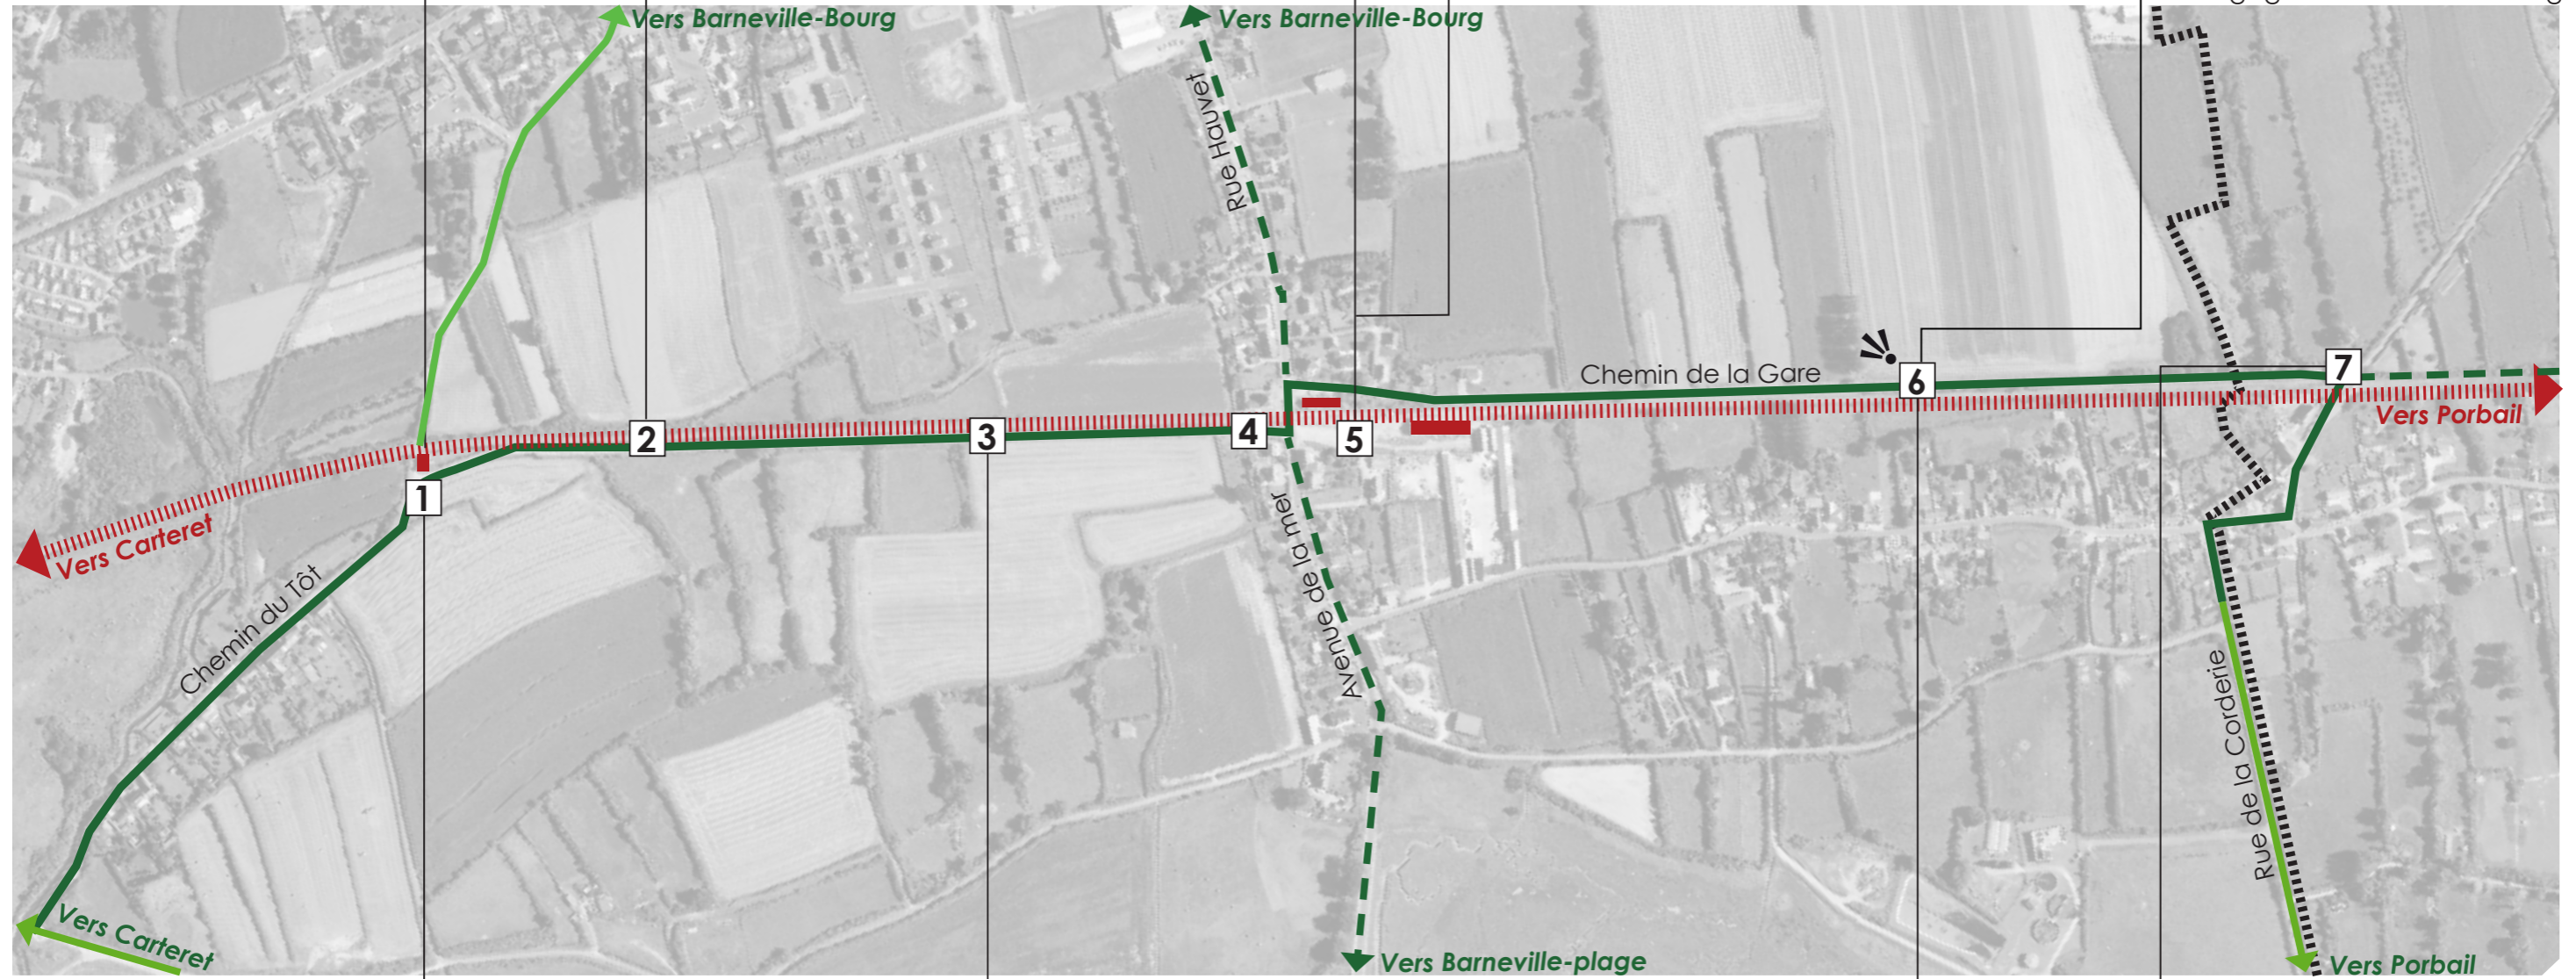 Vers Barneville-Bourg
Vers Barneville-Bourg
Rue Hauvet
Chemin de la Gare
7
6
Vers Porbail
2
3
4
5
1
Vers Carteret
Chemin du Tôt
Avenue de la mer
Rue de la Corderie
Vers Carteret
Vers Barneville-plage
Vers Porbail